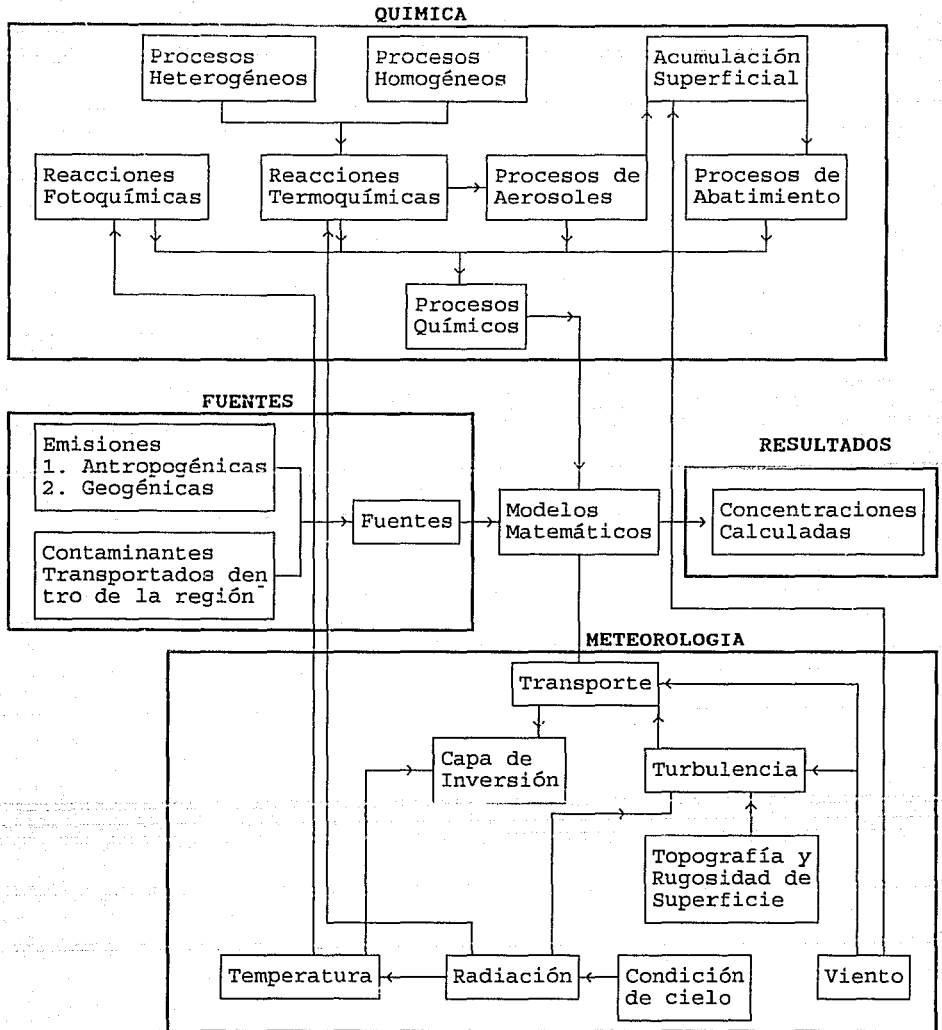 QUIMICA
Procesos
Heterogéneos
Procesos
Homogéneos
Acumulación
Superficial
Reacciones
Fotoquímicas
Reacciones
Termoquímicas
Procesos de
Aerosoles
Procesos de
Abatimiento
Procesos
Químicos
FUENTES
Emisiones
1. Antropogénicas
2. Geogénicas
Contaminantes
Transportados den
tro de la región
Fuentes
Modelos
Matemáticos
RESULTADOS
Concentraciones
Calculadas
METEOROLOGIA
Transporte
Capa de
Inversión
Turbulencia
Topografía y
Rugosidad de
Superficie
Temperatura
Radiación
Condición
de cielo
Viento